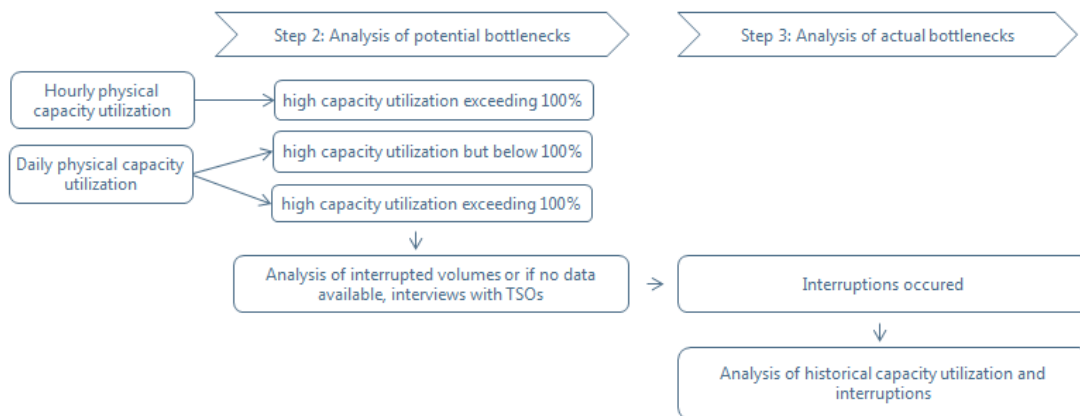 Step 2: Analysis of potential bottlenecks
Step 3: Analysis of actual bottlenecks
Hourly physical
capacity utilization
high capacity utilization exceeding 100%
Daily physical capacity
utilization
high capacity utilization but below 100%
high capacity utilization exceeding 100%
Analysis of interrupted volumes or if no data
available, interviews with TSOs
Interruptions occured
Analysis of historical capacity utilization and
interruptions